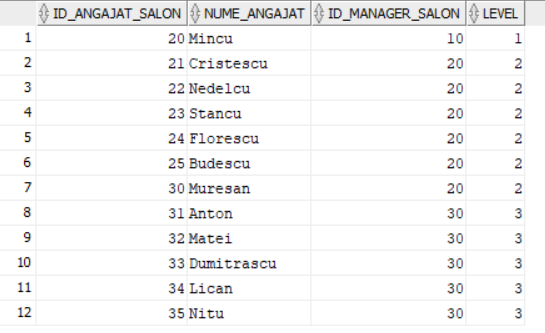 ID_ANGAJAT_SALON NUME_ANGAJAT ID_MANAGER_SALON LEVEL
1 20 Mincu 10 1
2 21 Cristescu 20 2
3 22 Nedelcu 20 2
4 23 Stancu 20 2
5 24 Florescu 20 2
6 25 Budescu 20 2
7 30 Muresan 20 2
8 31 Anton 30 3
9 32 Matei 30 3
10 33 Dumitrascu 30 3
11 34 Lican 30 3
12 35 Nitu 30 3